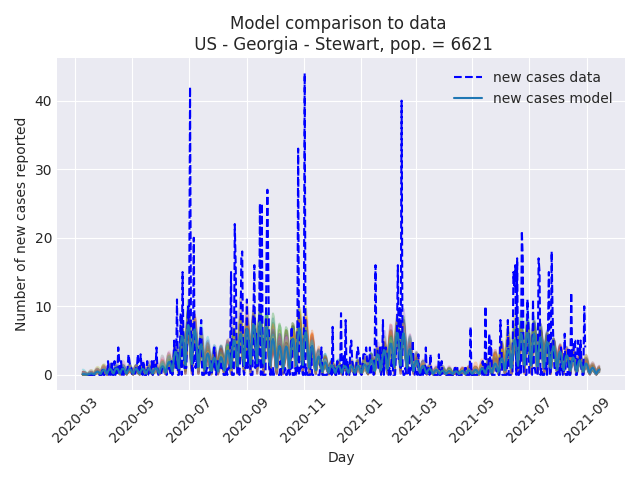 Model comparison to data
US - Georgia - Stewart, pop. = 6621
new cases data
new cases model
Number of new cases reported
40
30
20
10
0
2020-03
2020-05
2020-07
2020-09
2020-11
2021-01
2021-03
2021-05
2021-07
2021-09
Day